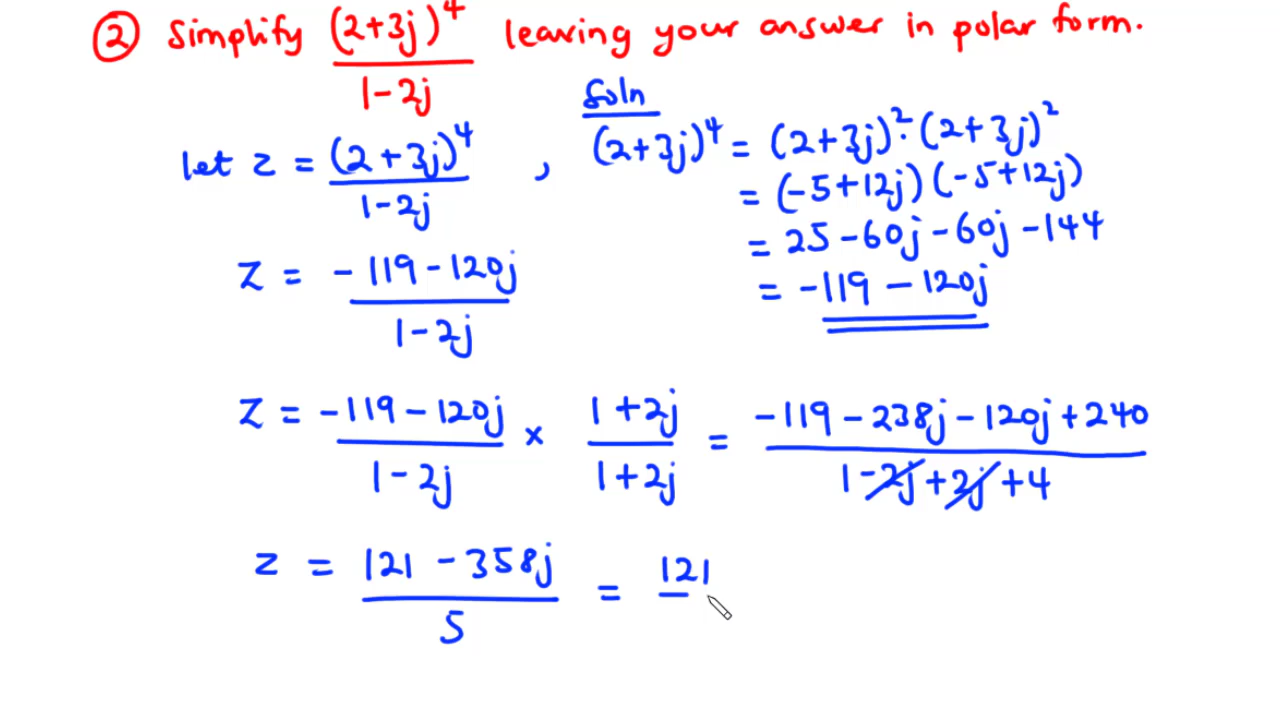 ② Simplify (2+3j)^4 / 1-2j leaving your answer in polar form.
Soln
let z = (2+3j)^4 / 1-2j , (2+3j)^4 = (2+3j)^2·(2+3j)^2
= (-5+12j)(-5+12j)
= 25-60j-60j-144
= -119-120j
Z = -119-120j / 1-2j
Z = -119-120j / 1-2j × 1+2j / 1+2j = -119-238j-120j+240 / 1-2j+2j+4
z = 121-358j / 5 = 121